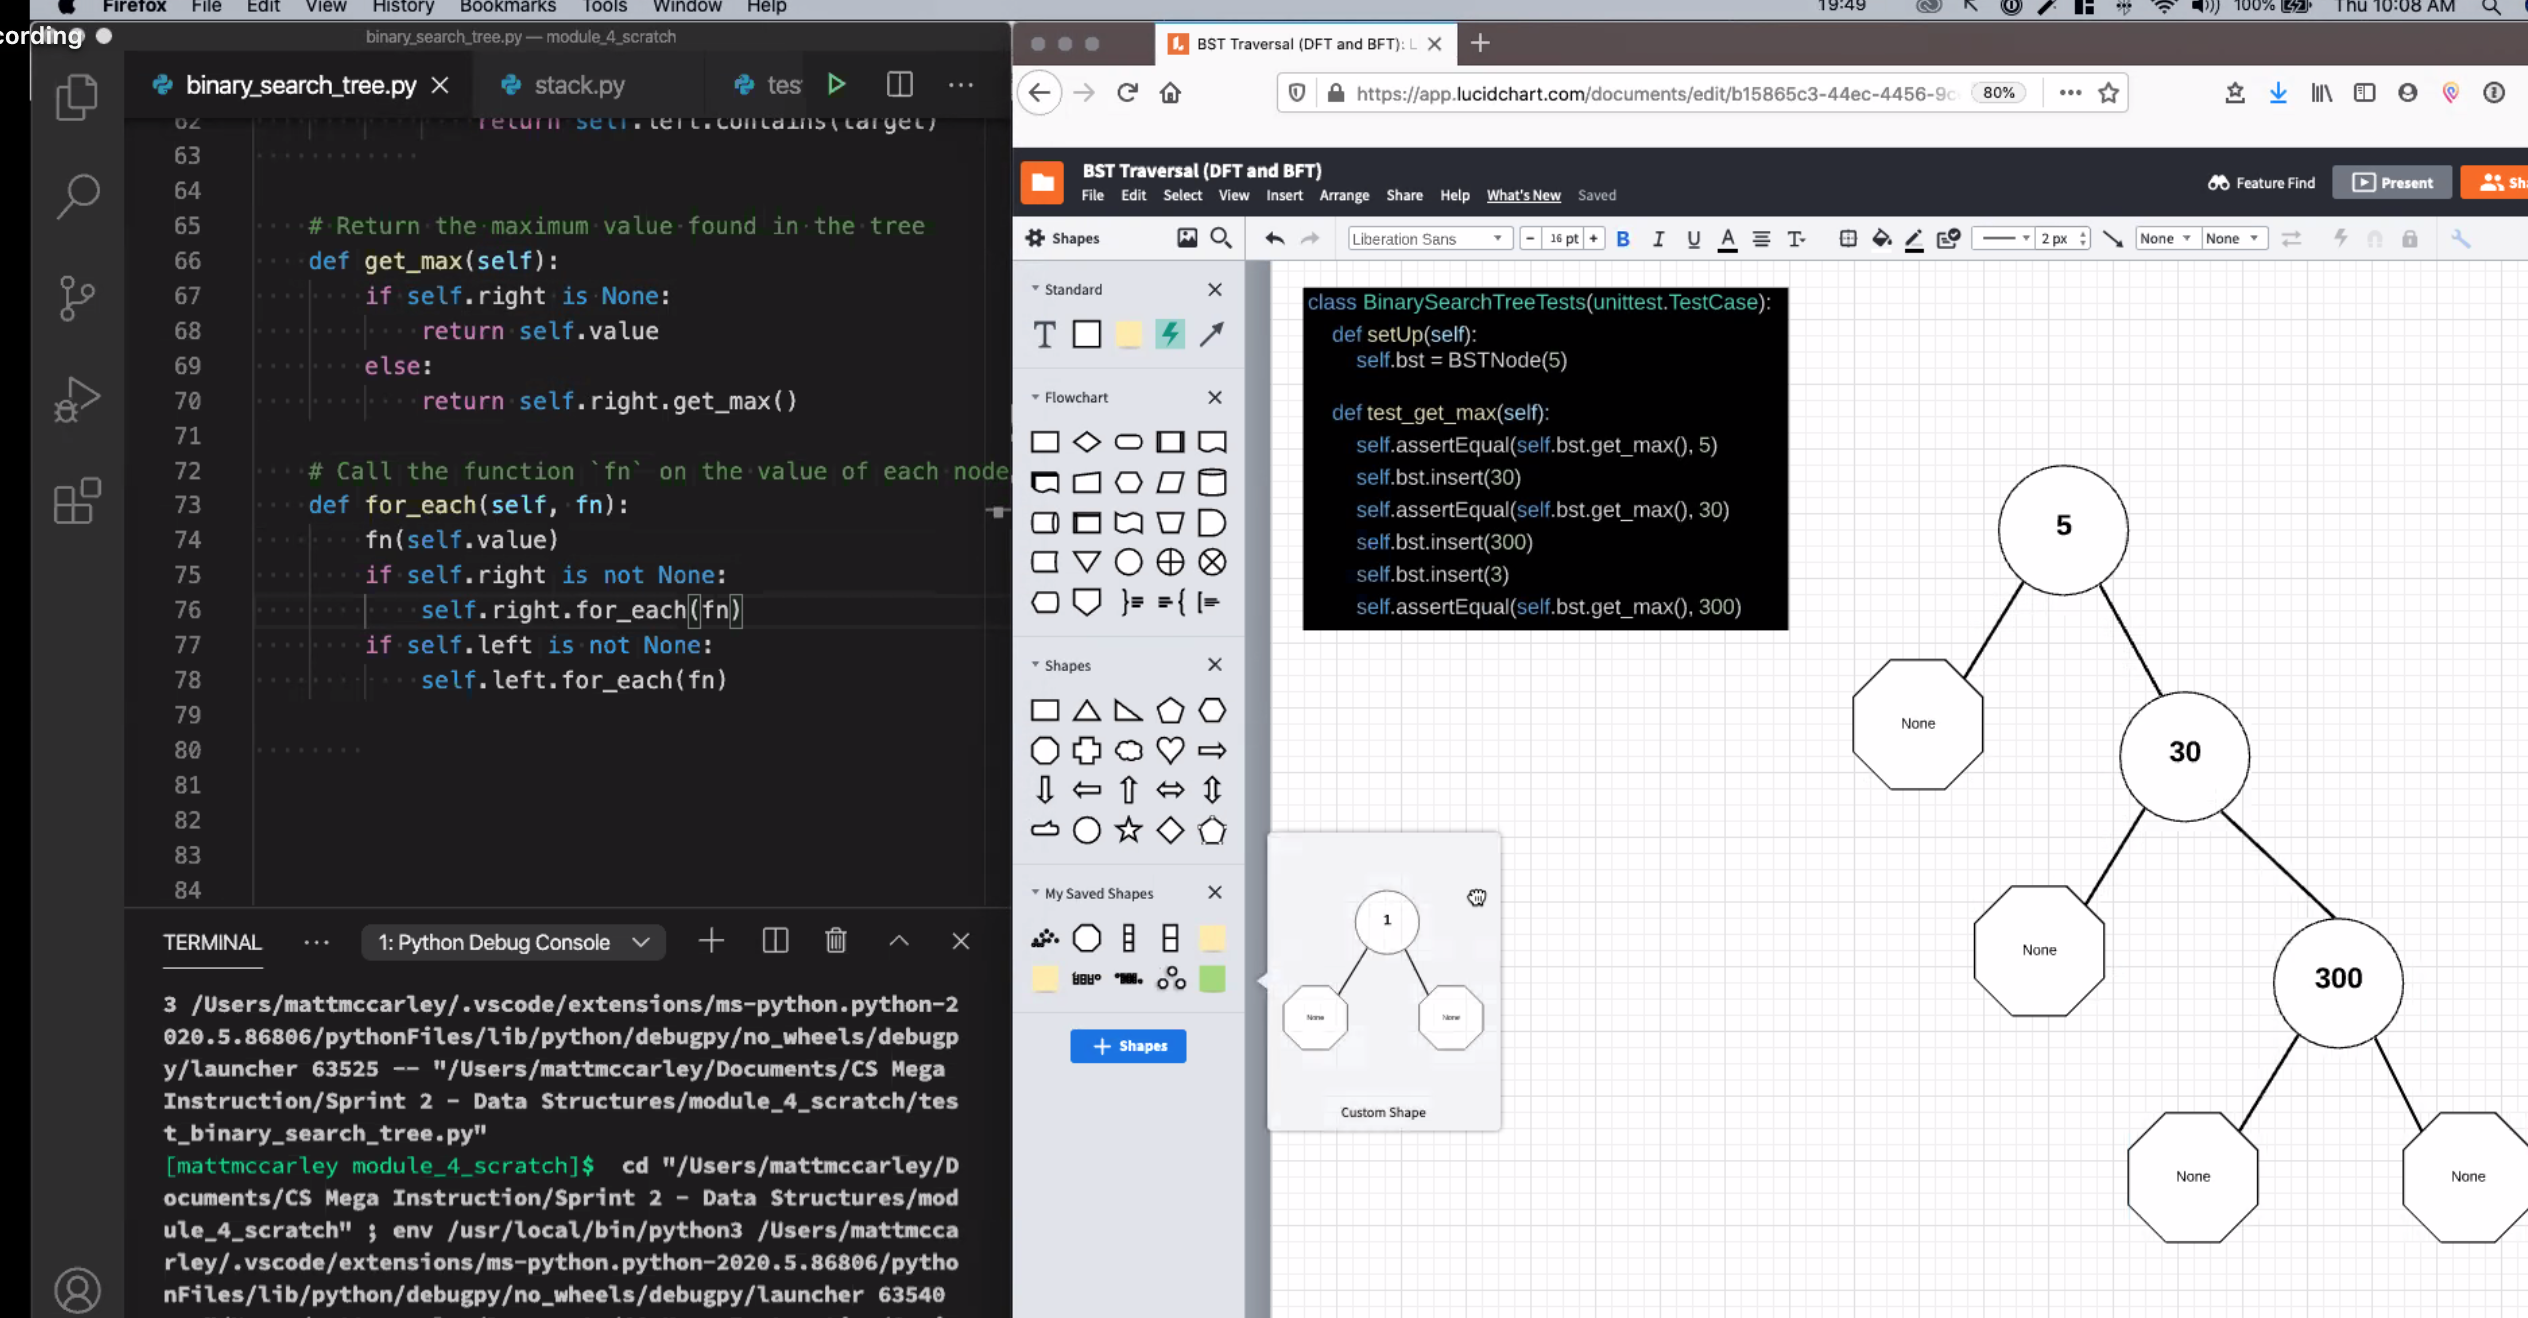 Firefox File Edit View History Bookmarks Tools Window Help 19:49 100% Thu 10:08 AM
cording
binary_search_tree.py — module_4_scratch
binary_search_tree.py stack.py tes
62 return self.left.contains(target)
63
64
65 # Return the maximum value found in the tree
66 def get_max(self):
67 if self.right is None:
68 return self.value
69 else:
70 return self.right.get_max()
71
72 # Call the function `fn` on the value of each node
73 def for_each(self, fn):
74 fn(self.value)
75 if self.right is not None:
76 self.right.for_each(fn)
77 if self.left is not None:
78 self.left.for_each(fn)
79
80
81
82
83
84
TERMINAL ··· 1: Python Debug Console
3 /Users/mattmccarley/.vscode/extensions/ms-python.python-2
020.5.86806/pythonFiles/lib/python/debugpy/no_wheels/debugp
y/launcher 63525 -- "/Users/mattmccarley/Documents/CS Mega
Instruction/Sprint 2 - Data Structures/module_4_scratch/tes
t_binary_search_tree.py"
[mattmccarley module_4_scratch]$ cd "/Users/mattmccarley/D
ocuments/CS Mega Instruction/Sprint 2 - Data Structures/mod
ule_4_scratch" ; env /usr/local/bin/python3 /Users/mattmcca
rley/.vscode/extensions/ms-python.python-2020.5.86806/pytho
nFiles/lib/python/debugpy/no_wheels/debugpy/launcher 63540
BST Traversal (DFT and BFT): L
https://app.lucidchart.com/documents/edit/b15865c3-44ec-4456-9c 80%
BST Traversal (DFT and BFT)
File Edit Select View Insert Arrange Share Help What's New Saved
Feature Find Present Sh
Shapes Liberation Sans - 16 pt + B I U A T 2 px None None
Standard
T
Flowchart
Shapes
My Saved Shapes
+ Shapes
class BinarySearchTreeTests(unittest.TestCase):
def setUp(self):
self.bst = BSTNode(5)
def test_get_max(self):
self.assertEqual(self.bst.get_max(), 5)
self.bst.insert(30)
self.assertEqual(self.bst.get_max(), 30)
self.bst.insert(300)
self.bst.insert(3)
self.assertEqual(self.bst.get_max(), 300)
5
None
30
None
300
None None
1
None None
Custom Shape